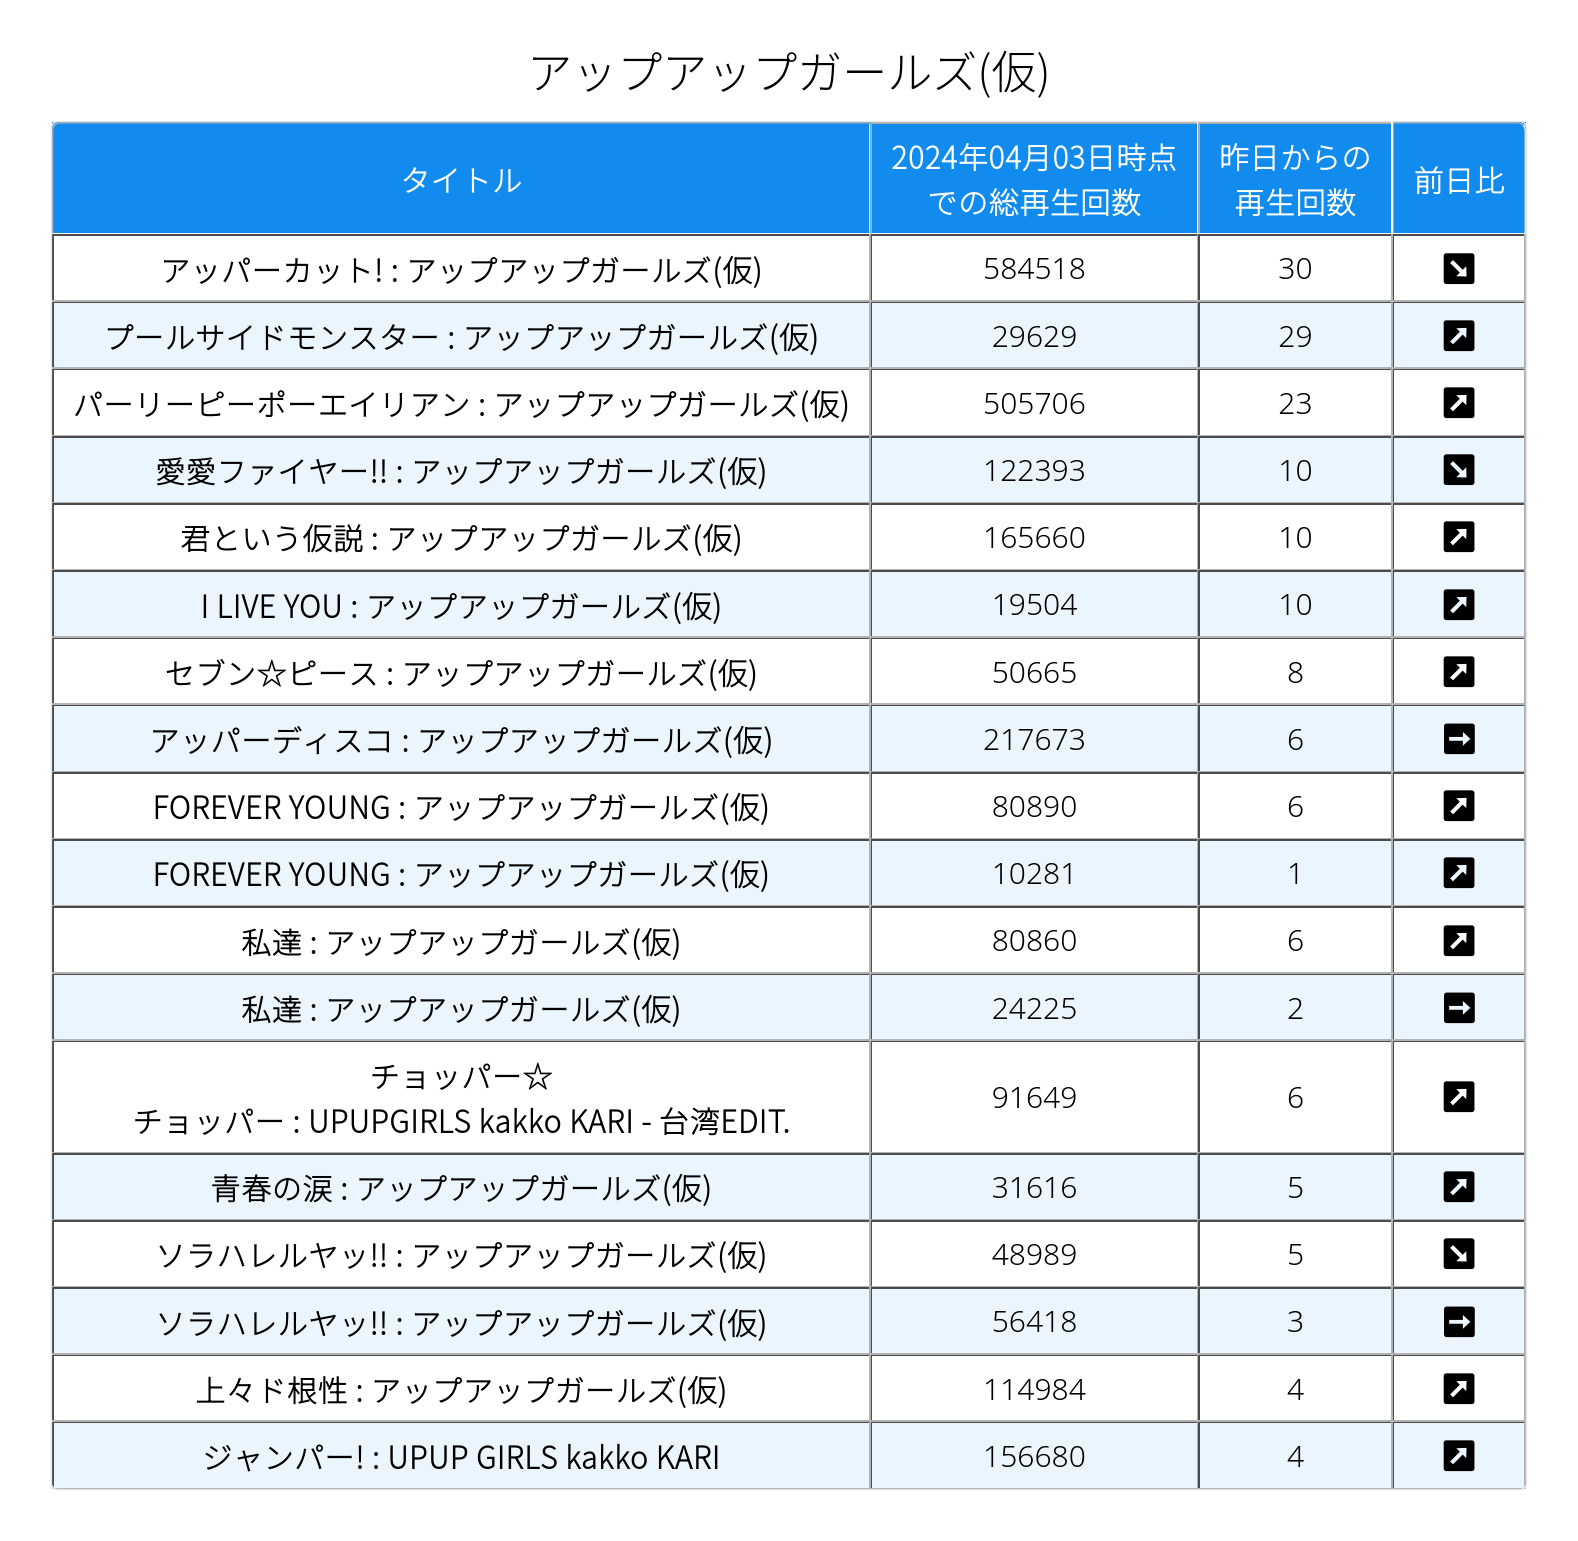 アップアップガールズ(仮)
タイトル 2024年04月03日時点での総再生回数 昨日からの再生回数 前日比
アッパーカット! : アップアップガールズ(仮) 584518 30 ↘
プールサイドモンスター : アップアップガールズ(仮) 29629 29 ↗
パーリーピーポーエイリアン : アップアップガールズ(仮) 505706 23 ↗
愛愛ファイヤー!! : アップアップガールズ(仮) 122393 10 ↘
君という仮説 : アップアップガールズ(仮) 165660 10 ↗
I LIVE YOU : アップアップガールズ(仮) 19504 10 ↗
セブン☆ピース : アップアップガールズ(仮) 50665 8 ↗
アッパーディスコ : アップアップガールズ(仮) 217673 6 →
FOREVER YOUNG : アップアップガールズ(仮) 80890 6 ↗
FOREVER YOUNG : アップアップガールズ(仮) 10281 1 ↗
私達 : アップアップガールズ(仮) 80860 6 ↗
私達 : アップアップガールズ(仮) 24225 2 →
チョッパー☆
チョッパー : UPUPGIRLS kakko KARI - 台湾EDIT. 91649 6 ↗
青春の涙 : アップアップガールズ(仮) 31616 5 ↗
ソラハレルヤッ!! : アップアップガールズ(仮) 48989 5 ↘
ソラハレルヤッ!! : アップアップガールズ(仮) 56418 3 →
上々ド根性 : アップアップガールズ(仮) 114984 4 ↗
ジャンパー! : UPUP GIRLS kakko KARI 156680 4 ↗